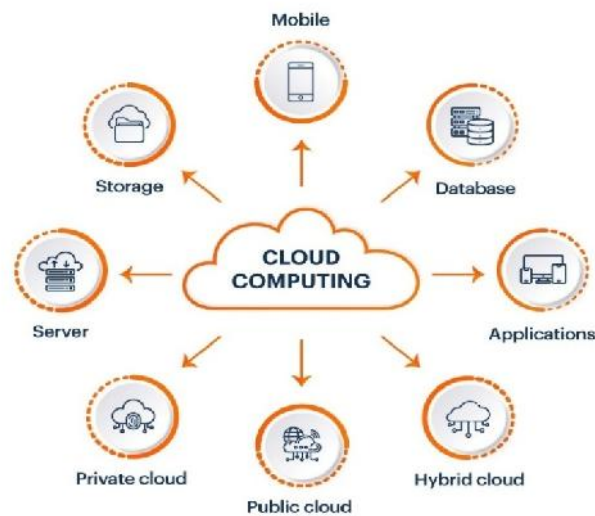 Mobile
Storage
Database
CLOUD
COMPUTING
Server
Applications
Private cloud
Public cloud
Hybrid cloud